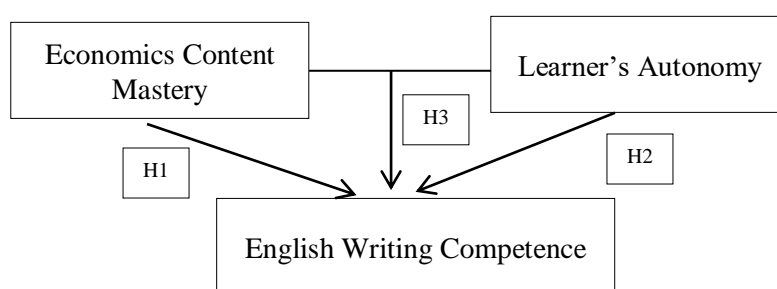 Economics Content
Mastery
Learner's Autonomy
H3
H1
H2
English Writing Competence